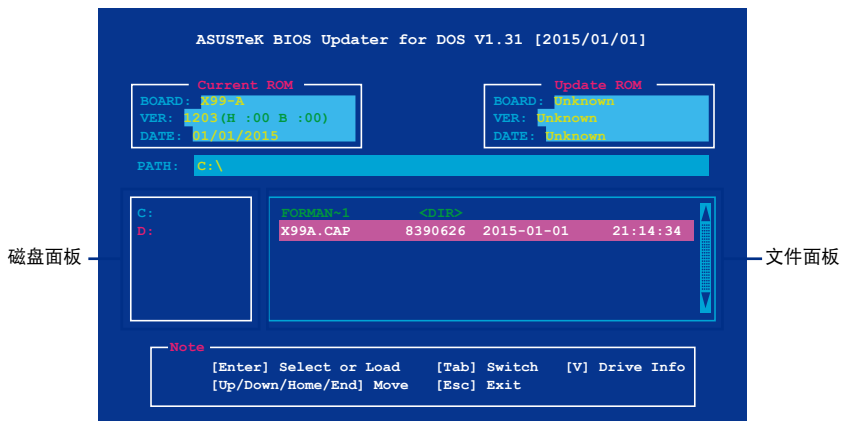 ASUSTeK BIOS Updater for DOS V1.31 [2015/01/01]
Current ROM
BOARD: X99-A
VER: 1203(H :00 B :00)
DATE: 01/01/2015
Update ROM
BOARD: Unknown
VER: Unknown
DATE: Unknown
PATH: C:\
C:
D:
FORMAN~1 <DIR>
X99A.CAP 8390626 2015-01-01 21:14:34
磁盘面板
文件面板
Note
[Enter] Select or Load [Tab] Switch [V] Drive Info
[Up/Down/Home/End] Move [Esc] Exit